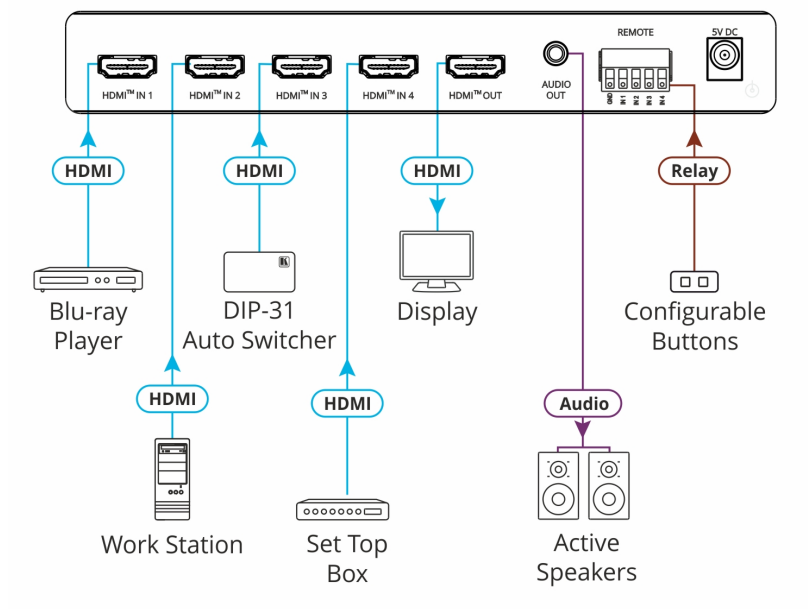 REMOTE
5V DC
HDMI™ IN 1
HDMI™ IN 2
HDMI™ IN 3
HDMI™ IN 4
HDMI™ OUT
AUDIO
OUT
GND
IN 1
IN 2
IN 3
IN 4
HDMI
HDMI
HDMI
Relay
Blu-ray
Player
DIP-31
Auto Switcher
Display
Configurable
Buttons
HDMI
HDMI
Audio
Work Station
Set Top
Box
Active
Speakers